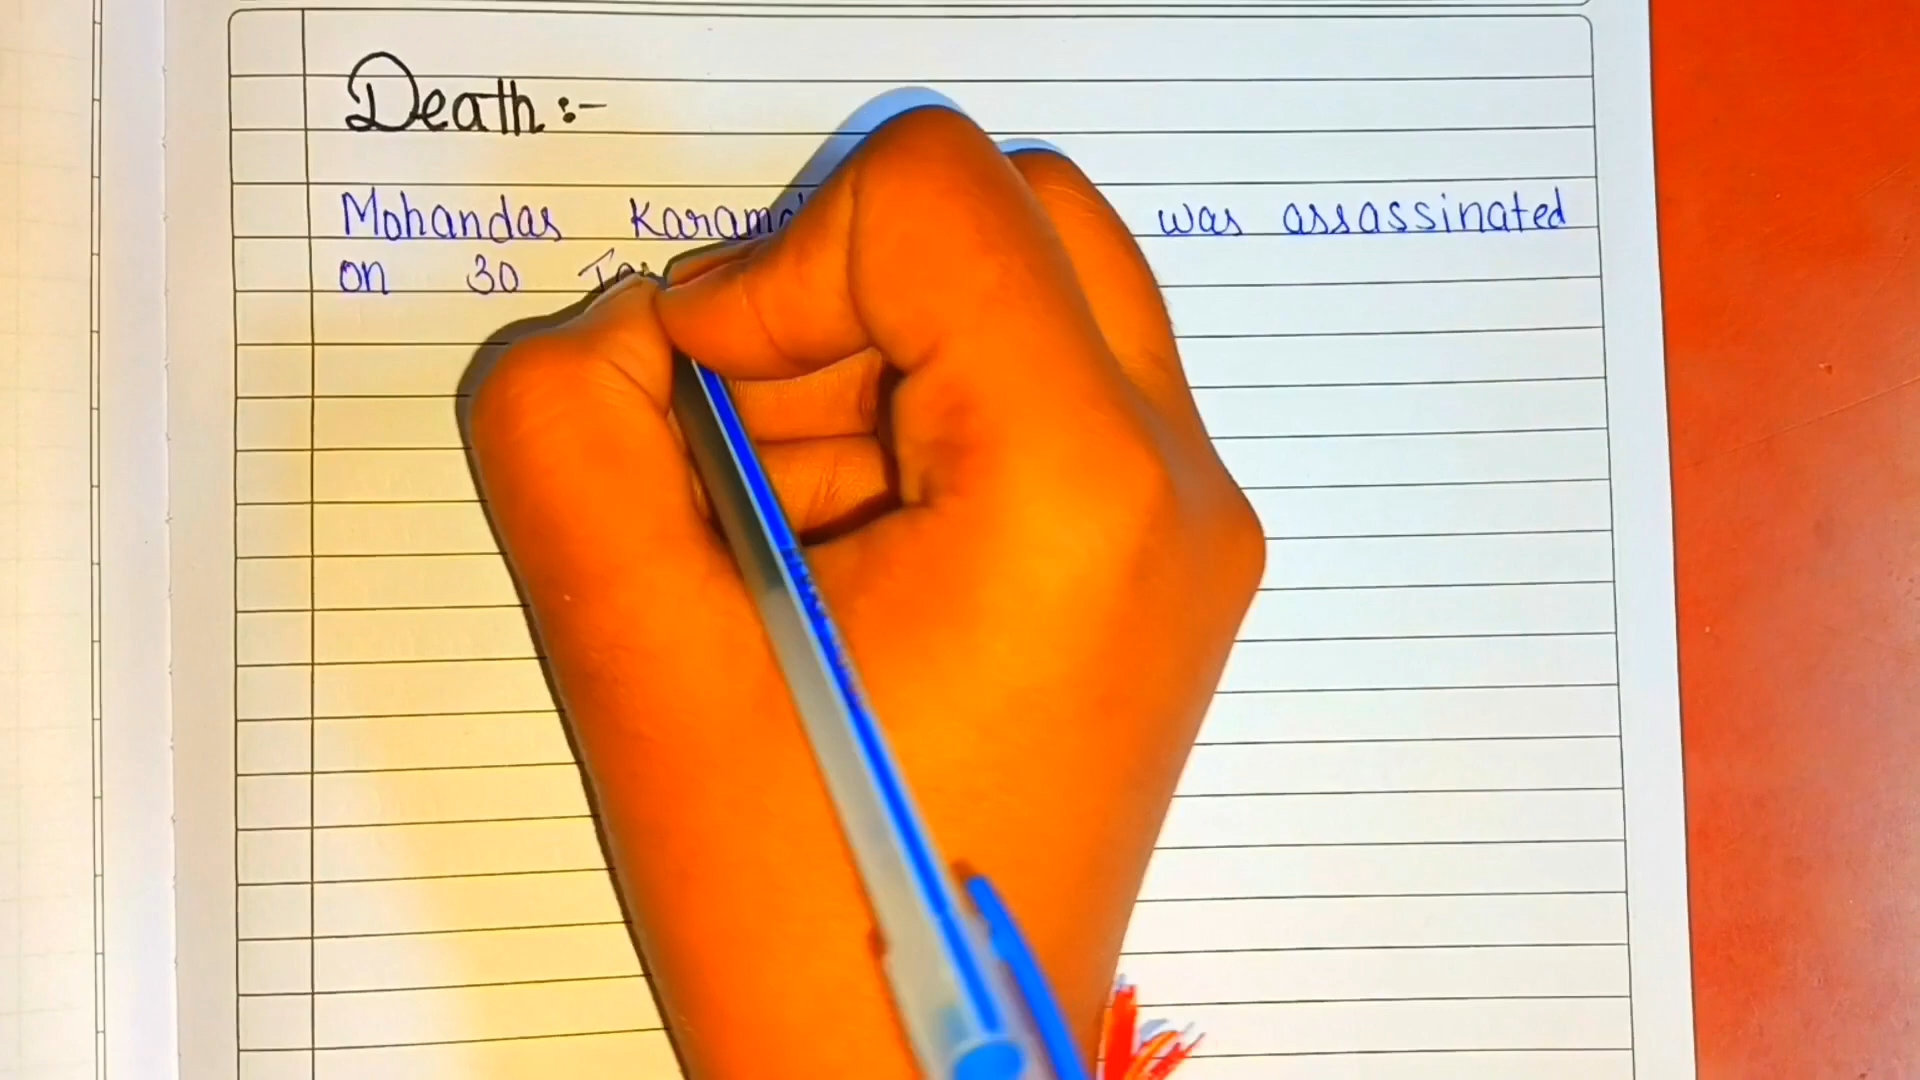 Death :-
Mohandas was assassinated
on 30